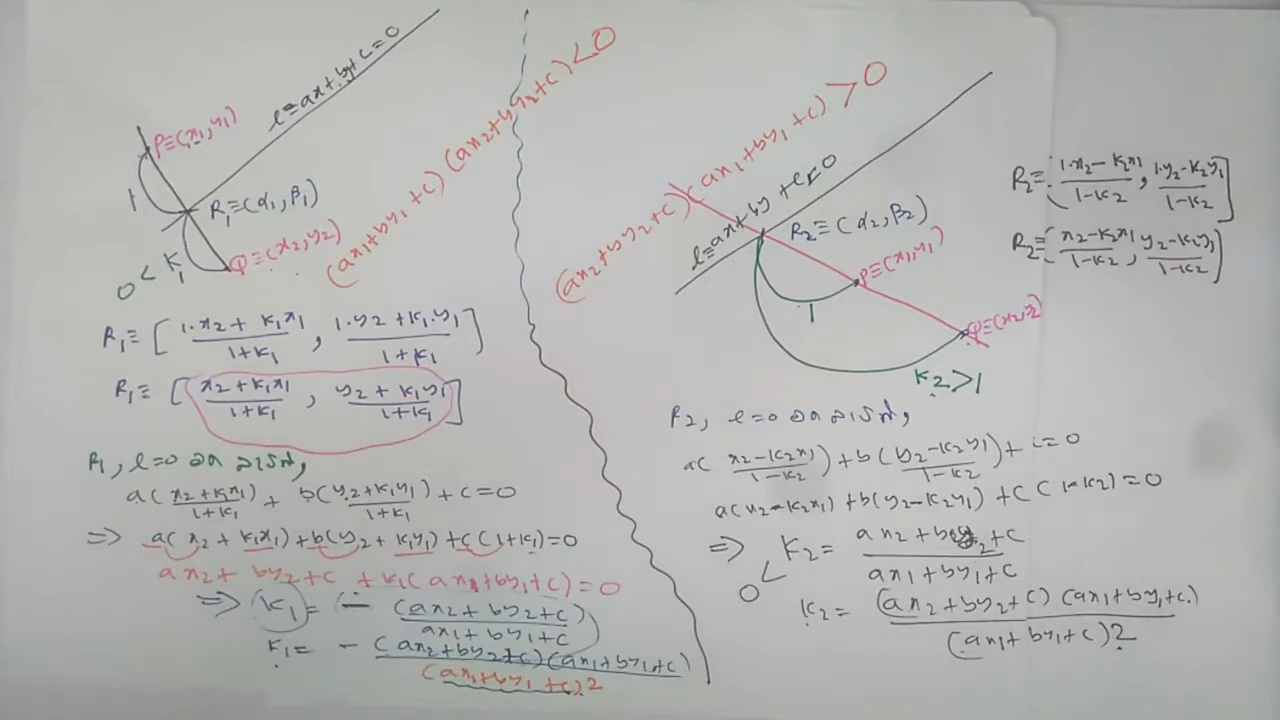 l≡ax+by+c=0
P≡(x₁,y₁)
1
R₁≡(α₁,β₁)
0<K₁
Q≡(x₂,y₂)
(ax₁+by₁+c)(ax₂+by₂+c)<0
R₁≡[(1·x₂+K₁x₁)/(1+K₁), (1·y₂+K₁·y₁)/(1+K₁)]
R₁≡[(x₂+K₁x₁)/(1+K₁), (y₂+K₁y₁)/(1+K₁)]
R₁, l=0
a((x₂+K₁x₁)/(1+K₁)) + b((y₂+K₁y₁)/(1+K₁))+c=0
=> a(x₂+K₁x₁)+b(y₂+K₁y₁)+c(1+K₁)=0
ax₂+by₂+c+K₁(ax₁+by₁+c)=0
=> K₁= -(ax₂+by₂+c)/(ax₁+by₁+c)
K₁= -(ax₂+by₂+c)(ax₁+by₁+c)/(ax₁+by₁+c)2
(ax₂+by₂+c)(ax₁+by₁+c)>0
l≡ax+by+c=0
R₂≡(α₂,β₂)
P≡(x₁,y₁)
1
Q≡(x₂,y₂)
K₂>1
R₂≡[(1·x₂-K₂x₁)/(1-K₂), (1·y₂-K₂y₁)/(1-K₂)]
R₂≡[(x₂-K₂x₁)/(1-K₂), (y₂-K₂y₁)/(1-K₂)]
R₂, l=0
a((x₂-K₂x₁)/(1-K₂))+b((y₂-K₂y₁)/(1-K₂))+c=0
a(x₂-K₂x₁)+b(y₂-K₂y₁)+c(1-K₂)=0
=> K₂=(ax₂+by₂+c)/(ax₁+by₁+c)
0<
K₂=(ax₂+by₂+c)(ax₁+by₁+c)/(ax₁+by₁+c)2